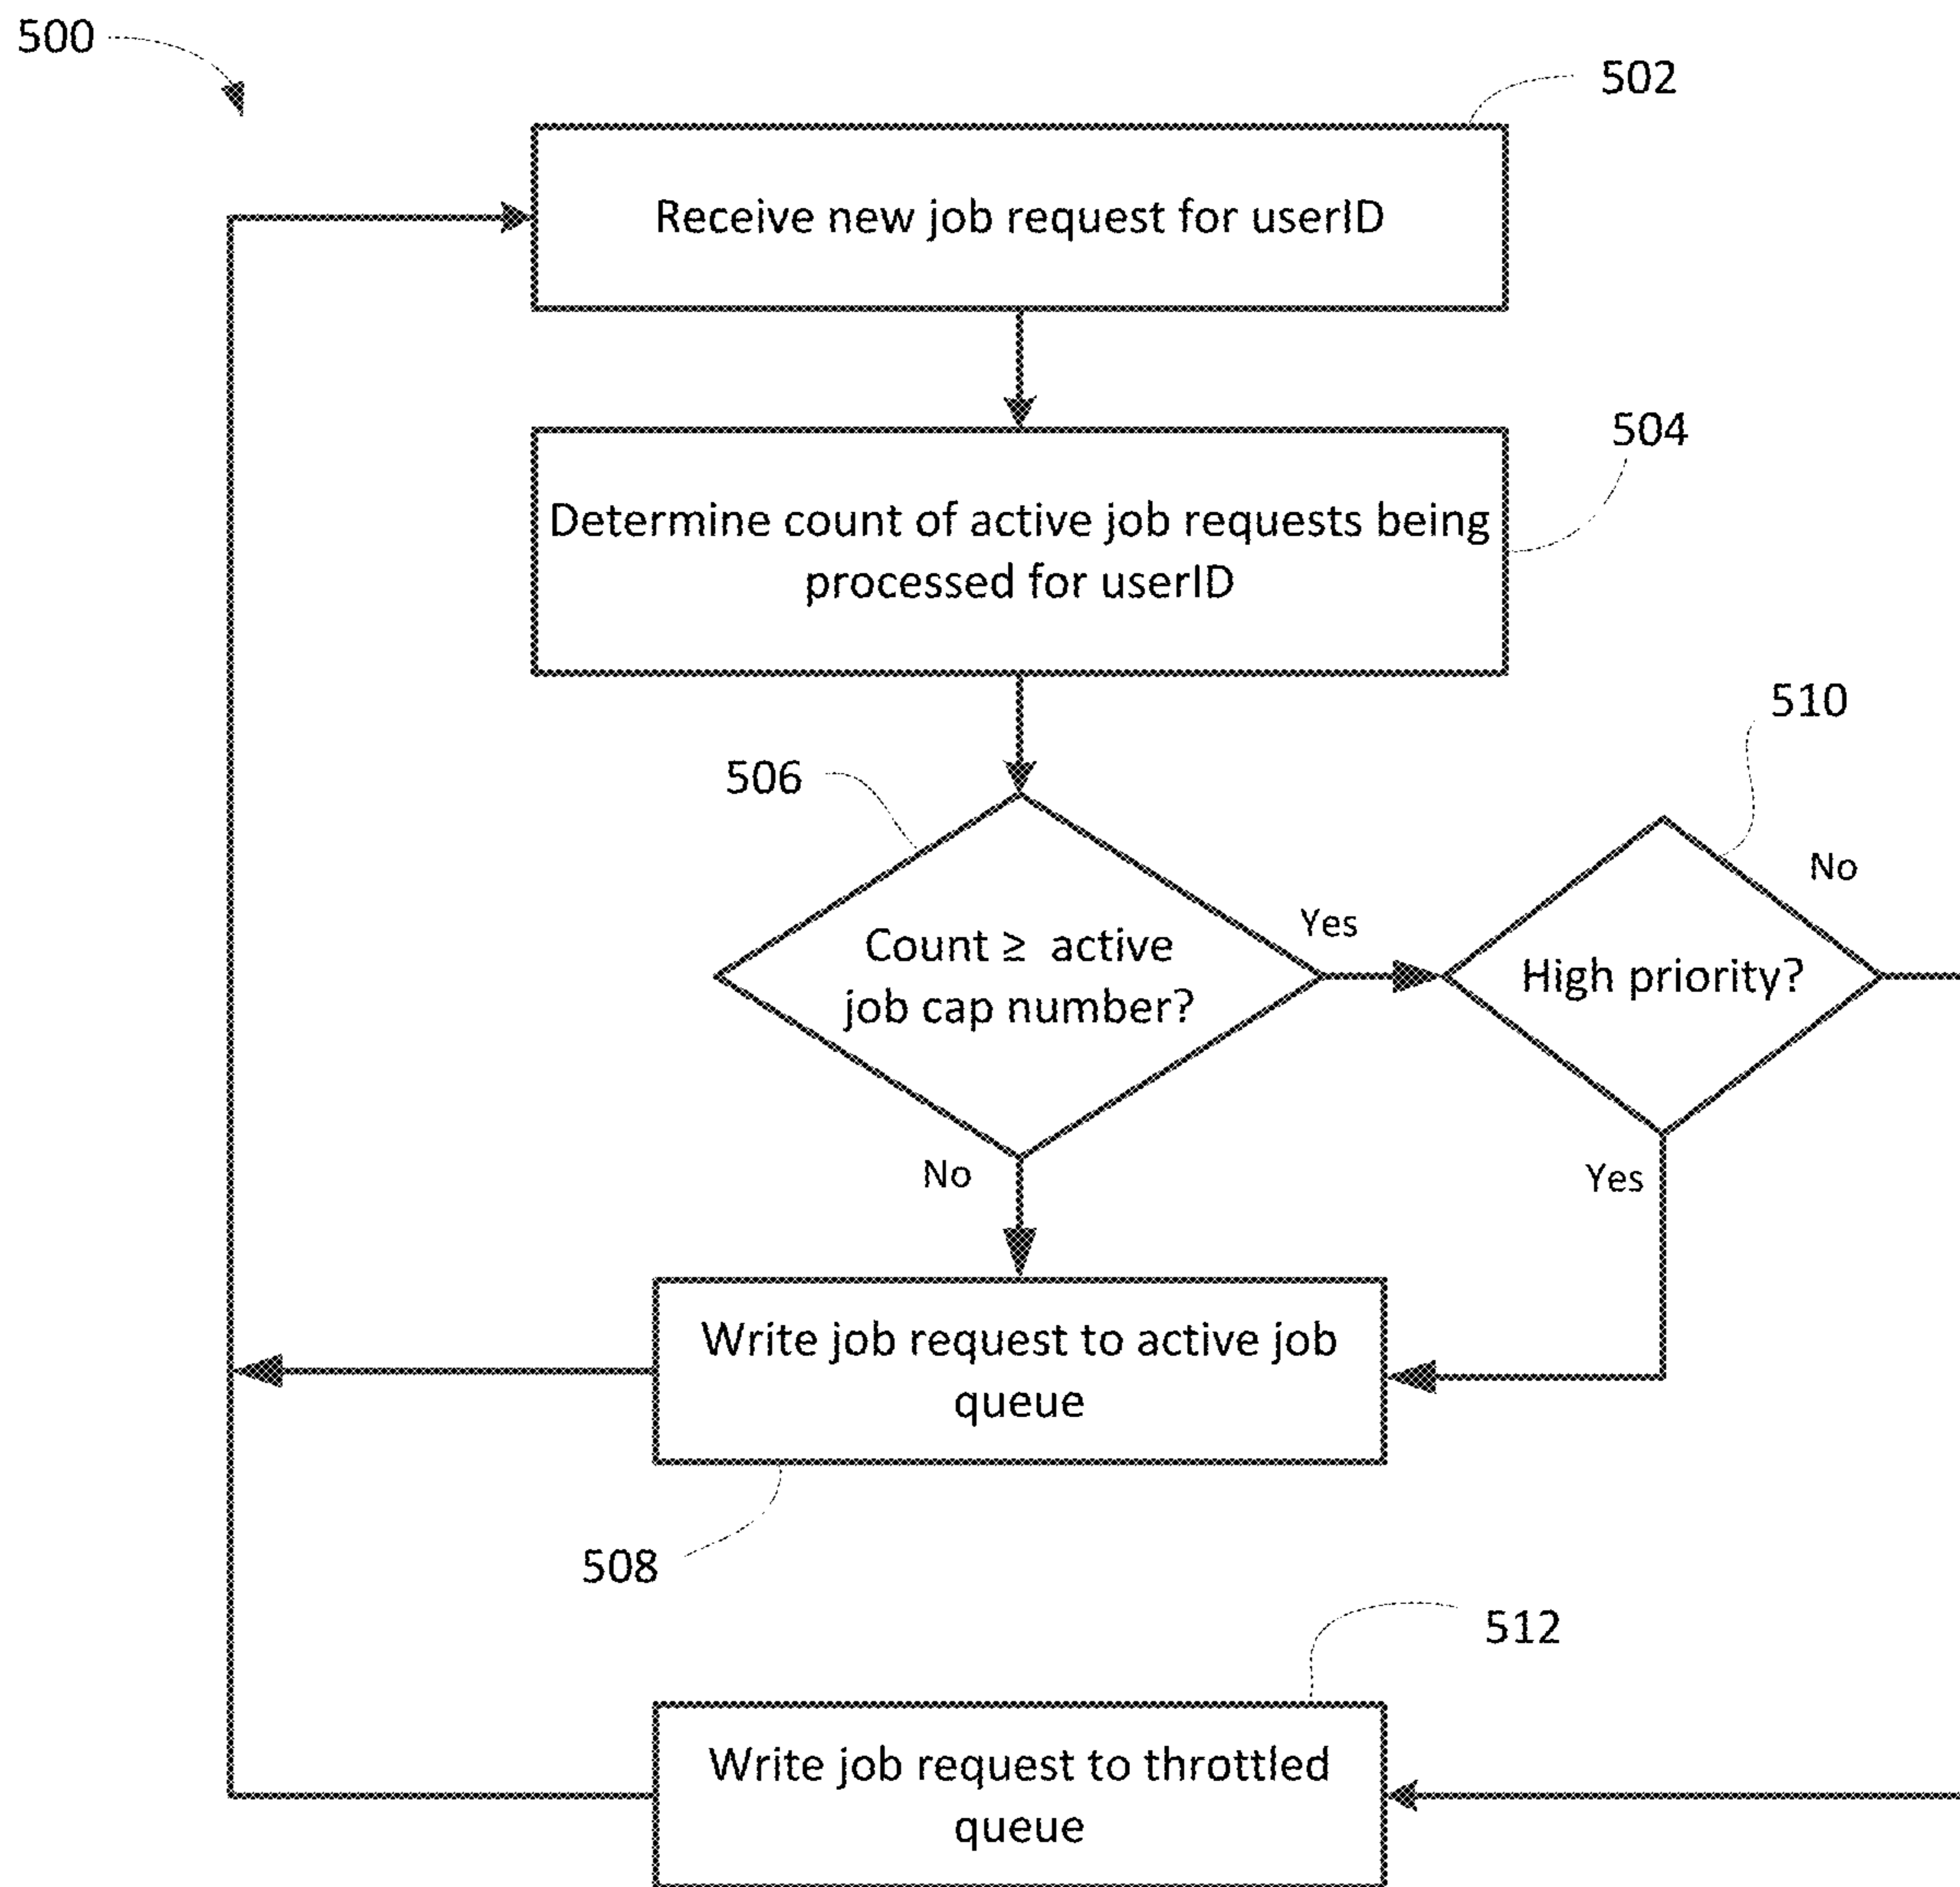 500
502
Receive new job request for userID
504
Determine count of active job requests being
processed for userID
510
506
No
Yes
Count ≥ active
job cap number?
High priority?
No
Yes
Write job request to active job
queue
508
512
Write job request to throttled
queue